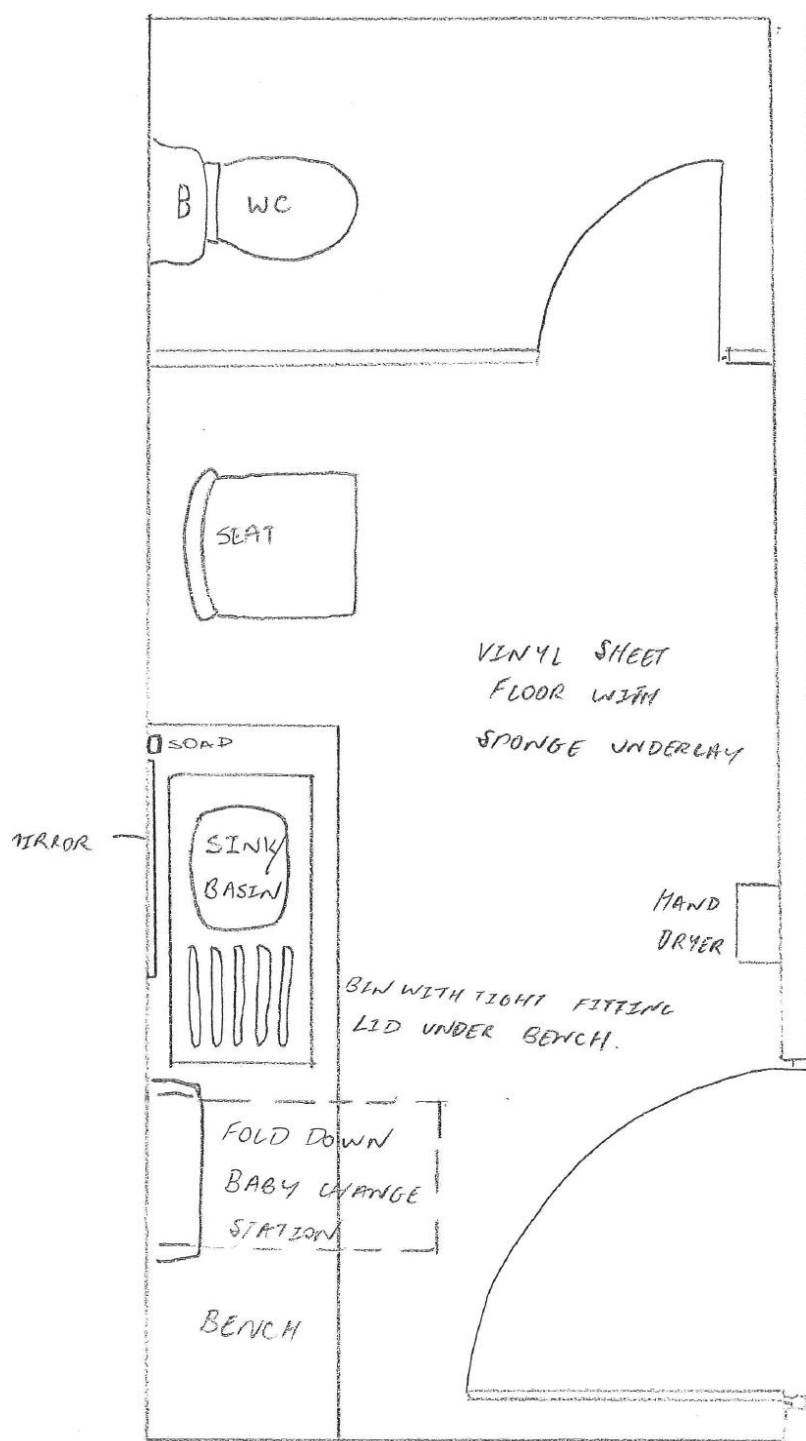 B WC
SEAT
VINYL SHEET
FLOOR WITH
SPONGE UNDERLAY
SOAP
MIRROR
SINK/
BASIN
HAND
DRYER
BIN WITH TIGHT FITTING
LID UNDER BENCH.
FOLD DOWN
BABY CHANGE
STATION
BENCH